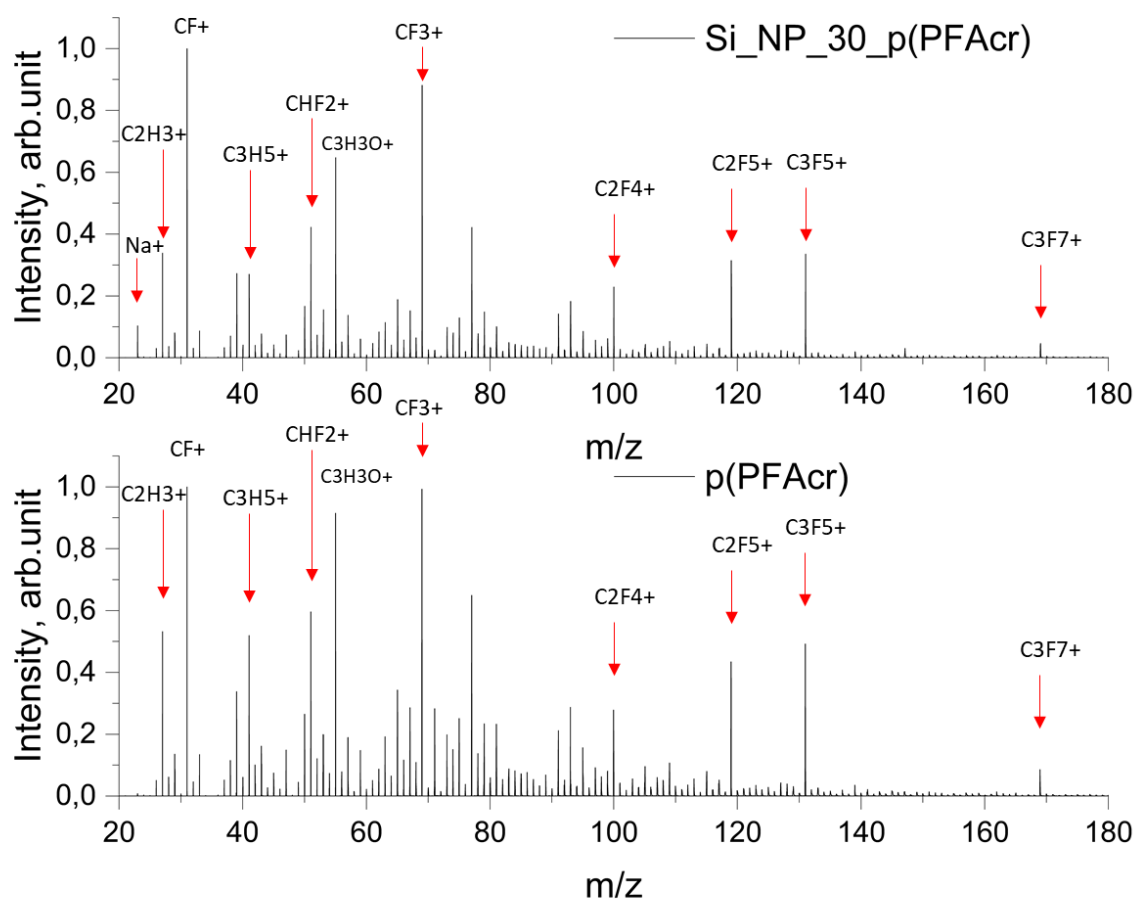 CF+
CF3+
Si_NP_30_p(PFAcr)
CHF2+
C2H3+
C3H3O+
C3H5+
C2F4+
C2F5+
C3F5+
Na+
C3F7+
Intensity, arb.unit
1,0
0,8
0,6
0,4
0,2
0,0
20 40 60 80 100 120 140 160 180
m/z
CF3+
CHF2+
CF+
C3H3O+
p(PFAcr)
C2H3+
C3H5+
C3F5+
C2F5+
C2F4+
C3F7+
Intensity, arb.unit
1,0
0,8
0,6
0,4
0,2
0,0
20 40 60 80 100 120 140 160 180
m/z